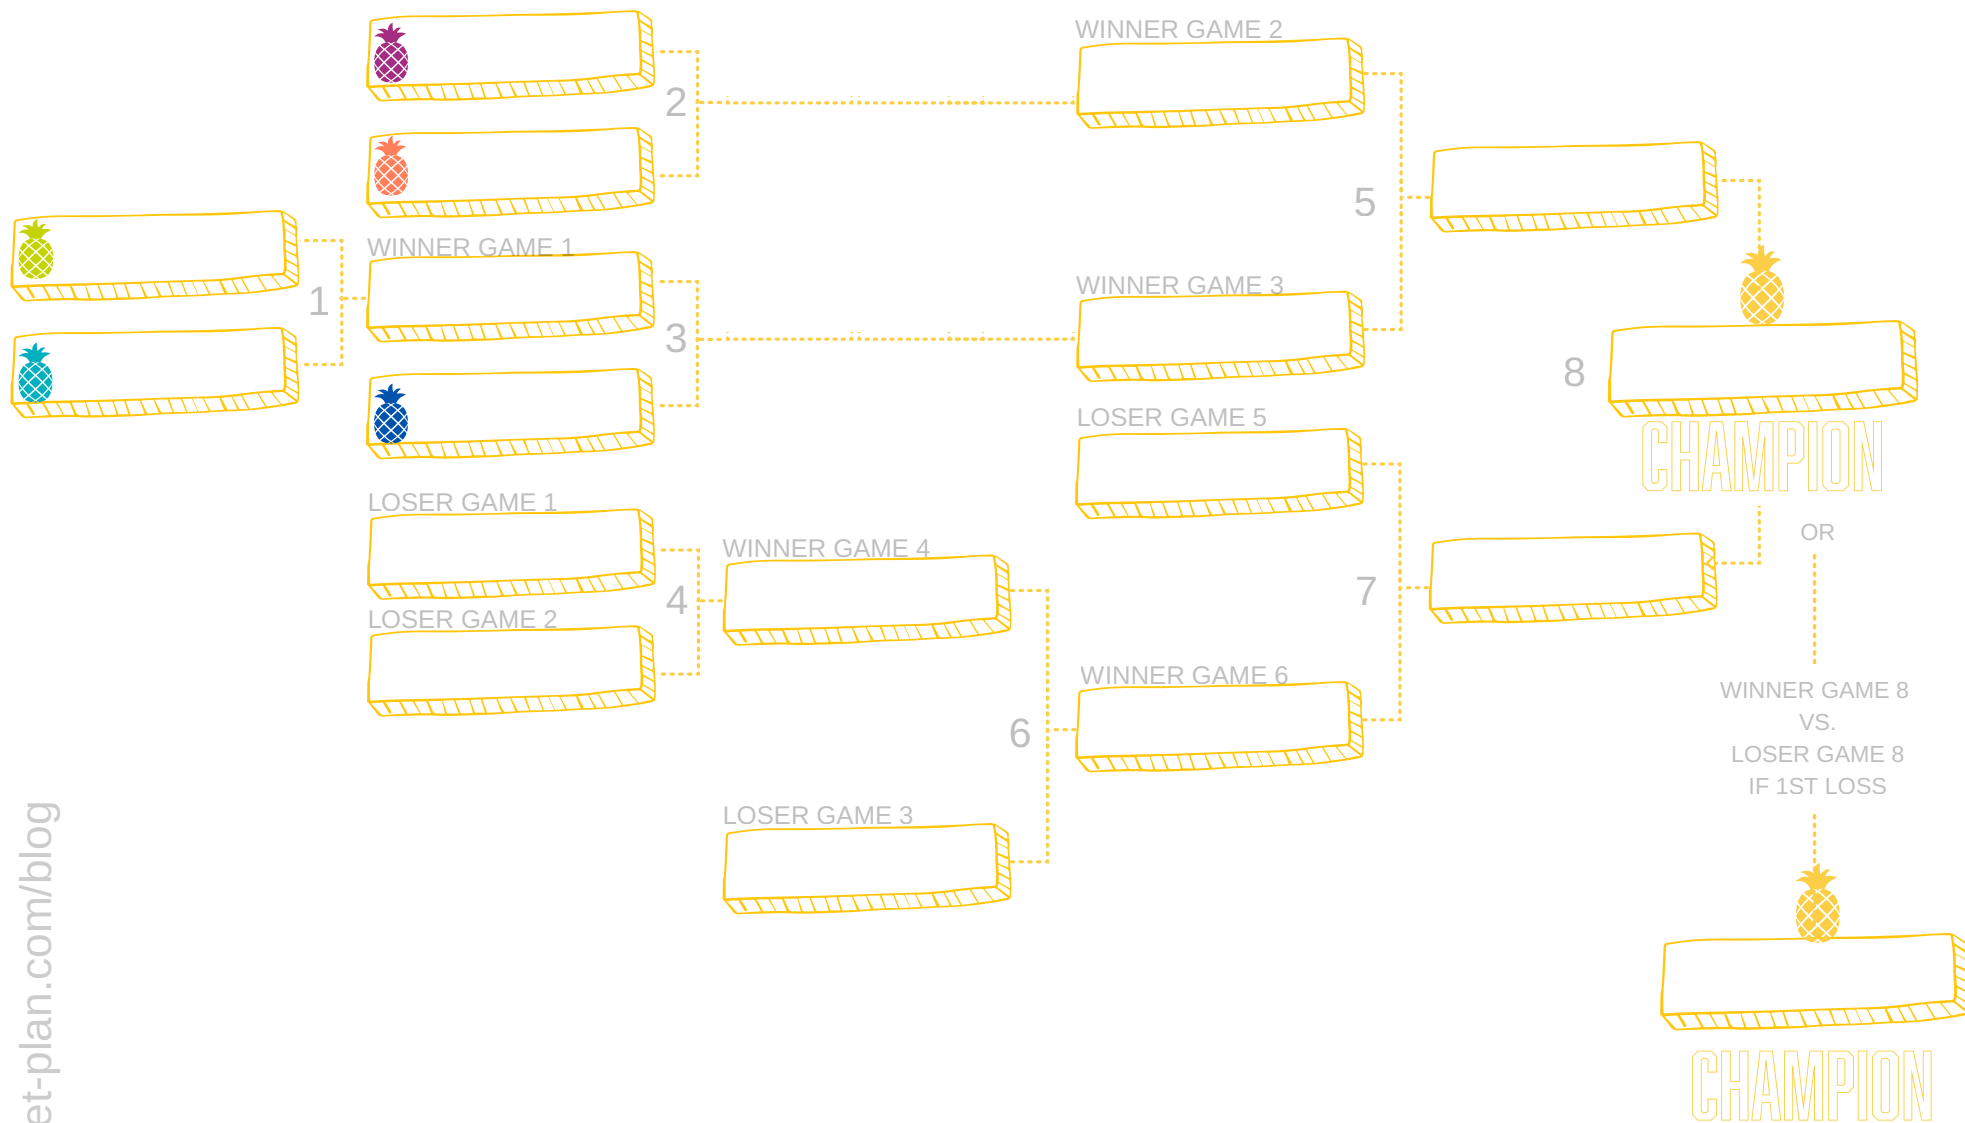 WINNER GAME 2
2
5
WINNER GAME 1
1
WINNER GAME 3
3
8
LOSER GAME 5
CHAMPION
LOSER GAME 1
WINNER GAME 4
OR
4
7
LOSER GAME 2
WINNER GAME 6
6
WINNER GAME 8
VS.
LOSER GAME 8
IF 1ST LOSS
LOSER GAME 3
et-plan.com/blog
CHAMPION